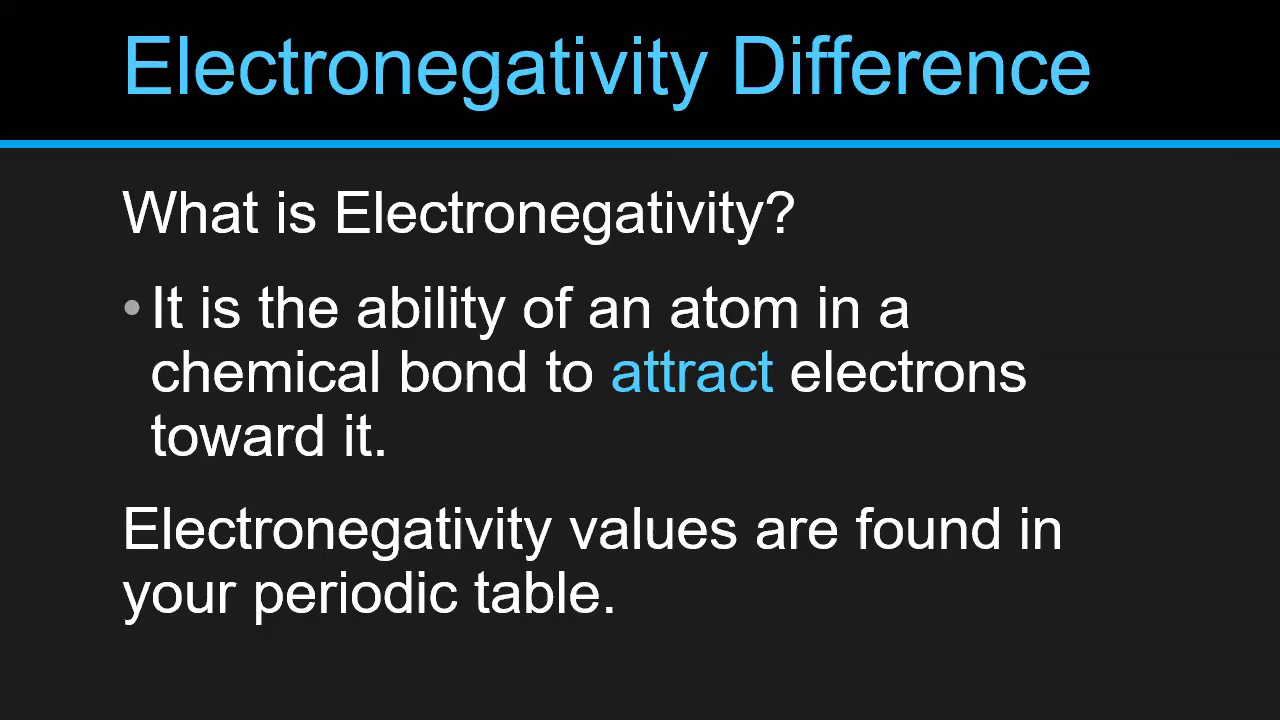 Electronegativity Difference
What is Electronegativity?
• It is the ability of an atom in a
chemical bond to attract electrons
toward it.
Electronegativity values are found in
your periodic table.